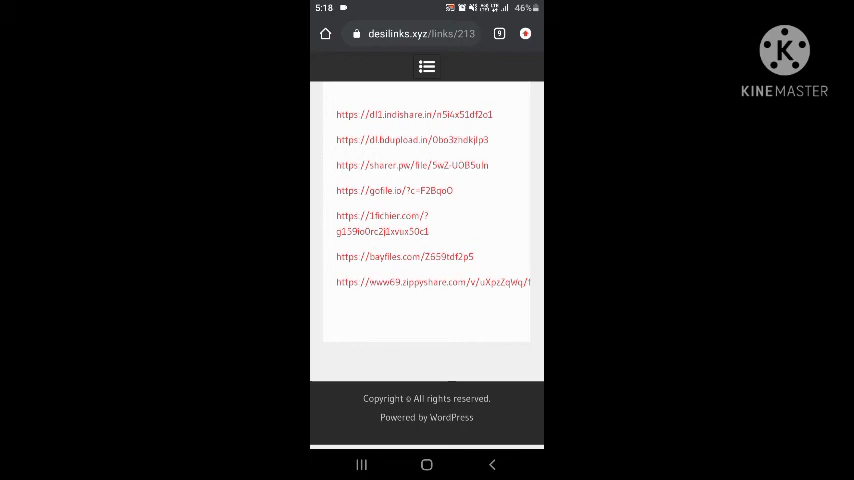 5:18
46%
desilinks.xyz/links/213
9
K
KINEMASTER
https://dl1.indishare.in/n5i4x51df2o1
https://dl.bdupload.in/0bo3zhdkjlp3
https://sharer.pw/file/5wZ-UOB5uln
https://gofile.io/?c=F2BqoO
https://1fichier.com/?
g159io0rc2j1xvux50c1
https://bayfiles.com/Z659tdf2p5
https://www69.zippyshare.com/v/uXpzZqWq/f
Copyright © All rights reserved.
Powered by WordPress